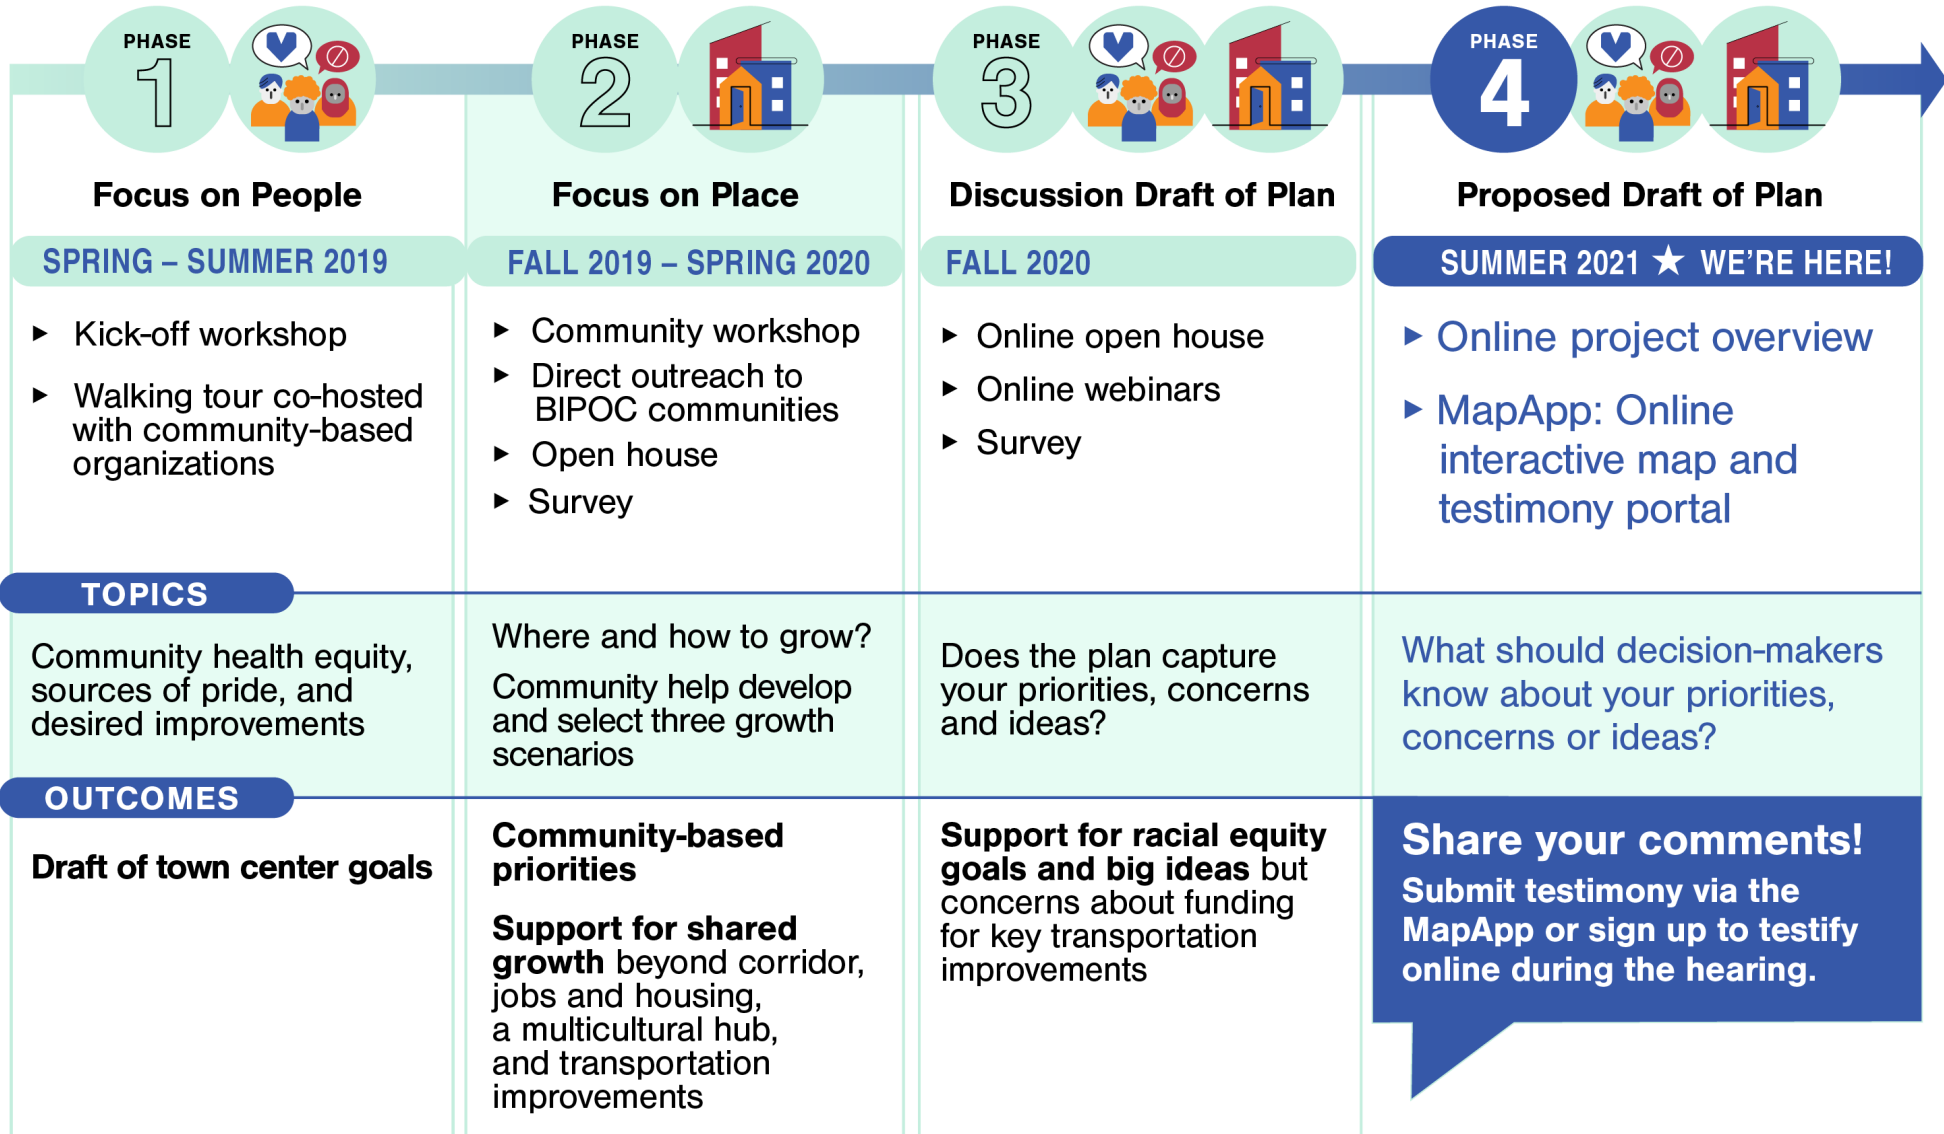 PHASE
1
Focus on People
SPRING – SUMMER 2019
▸ Kick-off workshop
▸ Walking tour co-hosted
with community-based
organizations
PHASE
2
Focus on Place
FALL 2019 – SPRING 2020
▸ Community workshop
▸ Direct outreach to
BIPOC communities
▸ Open house
▸ Survey
PHASE
3
Discussion Draft of Plan
FALL 2020
▸ Online open house
▸ Online webinars
▸ Survey
PHASE
4
Proposed Draft of Plan
SUMMER 2021 ★ WE’RE HERE!
▸ Online project overview
▸ MapApp: Online
interactive map and
testimony portal
TOPICS
Community health equity,
sources of pride, and
desired improvements
Where and how to grow?
Community help develop
and select three growth
scenarios
Does the plan capture
your priorities, concerns
and ideas?
What should decision-makers
know about your priorities,
concerns or ideas?
OUTCOMES
Draft of town center goals
Community-based
priorities
Support for shared
growth beyond corridor,
jobs and housing,
a multicultural hub,
and transportation
improvements
Support for racial equity
goals and big ideas but
concerns about funding
for key transportation
improvements
Share your comments!
Submit testimony via the
MapApp or sign up to testify
online during the hearing.